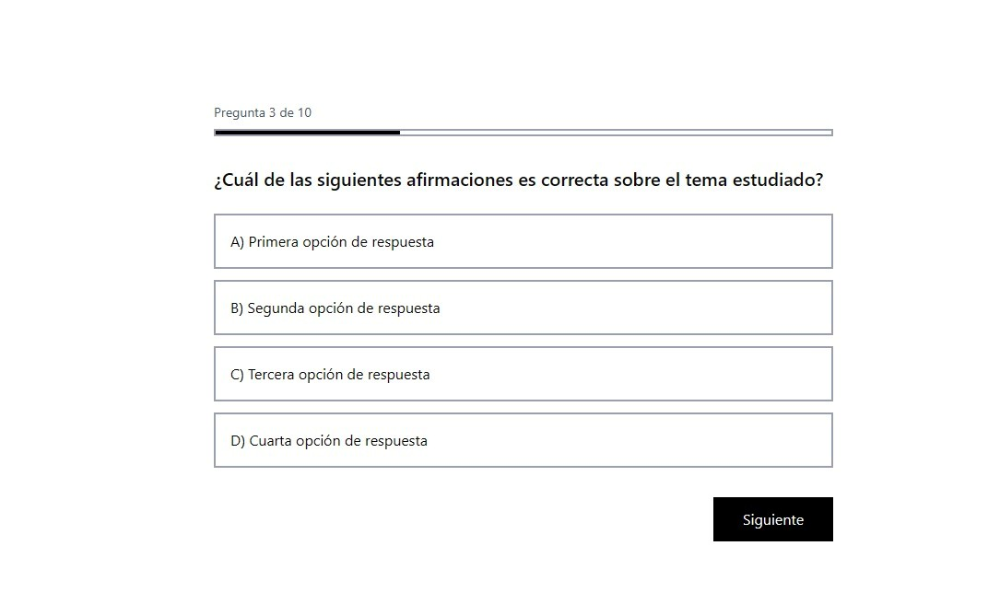 Pregunta 3 de 10
¿Cuál de las siguientes afirmaciones es correcta sobre el tema estudiado?
A) Primera opción de respuesta
B) Segunda opción de respuesta
C) Tercera opción de respuesta
D) Cuarta opción de respuesta
Siguiente